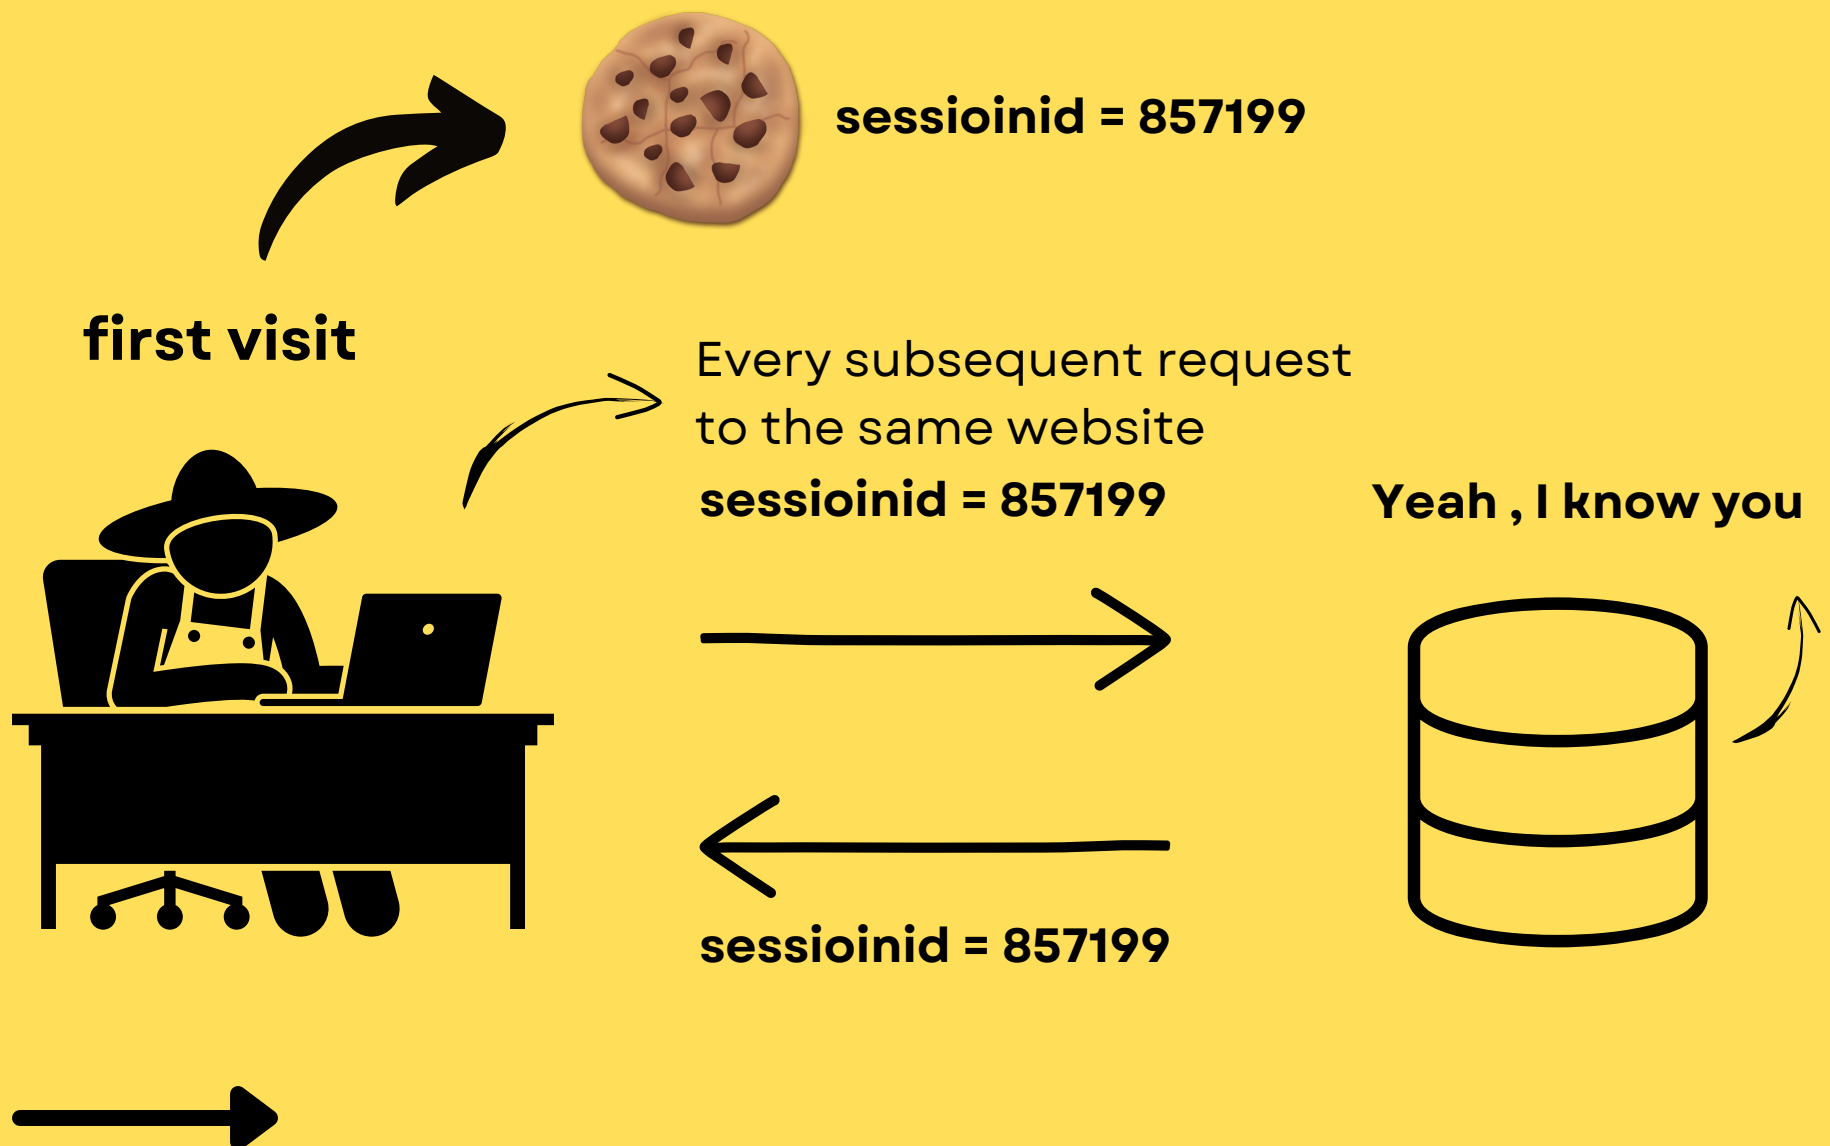 sessioinid = 857199
first visit
Every subsequent request
to the same website
sessioinid = 857199
Yeah , I know you
sessioinid = 857199